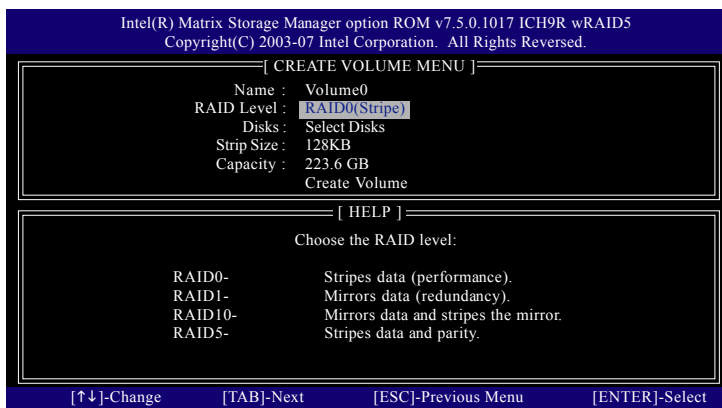 Intel(R) Matrix Storage Manager option ROM v7.5.0.1017 ICH9R wRAID5
Copyright(C) 2003-07 Intel Corporation. All Rights Reversed.
[ CREATE VOLUME MENU ]
Name : Volume0
RAID Level : RAID0(Stripe)
Disks : Select Disks
Strip Size : 128KB
Capacity : 223.6 GB
Create Volume
[ HELP ]
Choose the RAID level:
RAID0- Stripes data (performance).
RAID1- Mirrors data (redundancy).
RAID10- Mirrors data and stripes the mirror.
RAID5- Stripes data and parity.
[↑↓]-Change [TAB]-Next [ESC]-Previous Menu [ENTER]-Select